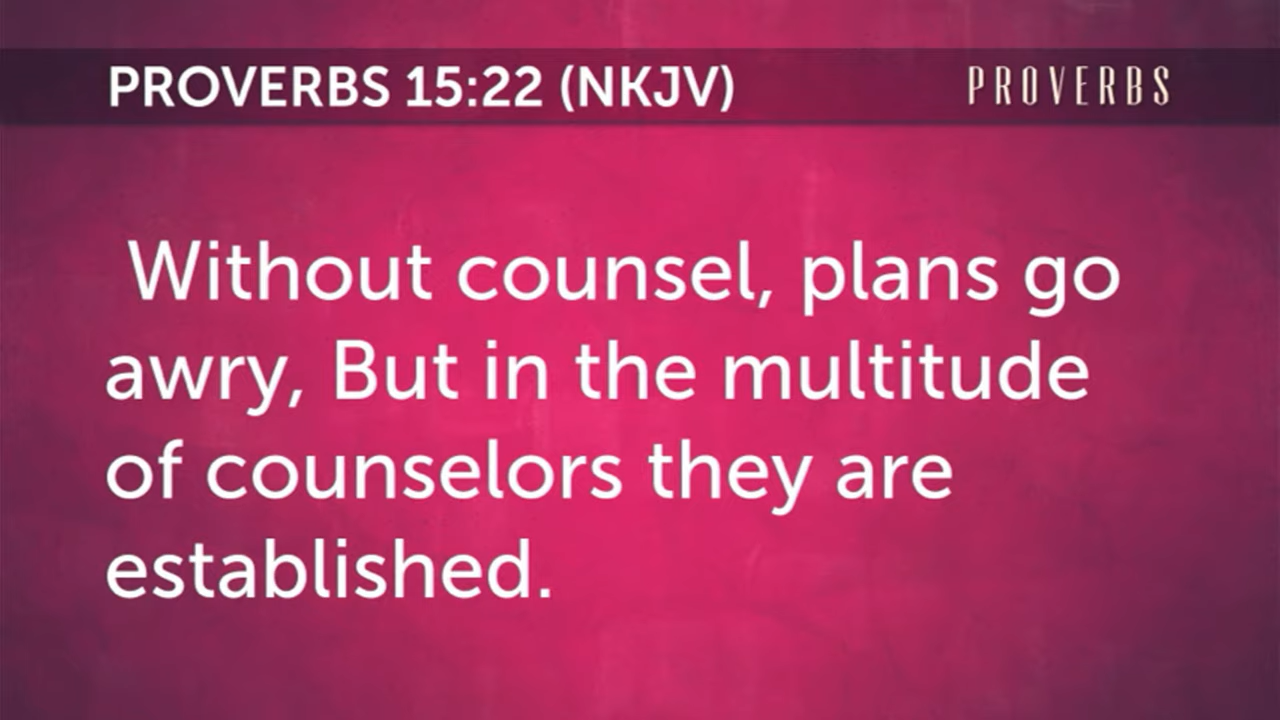 PROVERBS 15:22 (NKJV)
PROVERBS
Without counsel, plans go
awry, But in the multitude
of counselors they are
established.